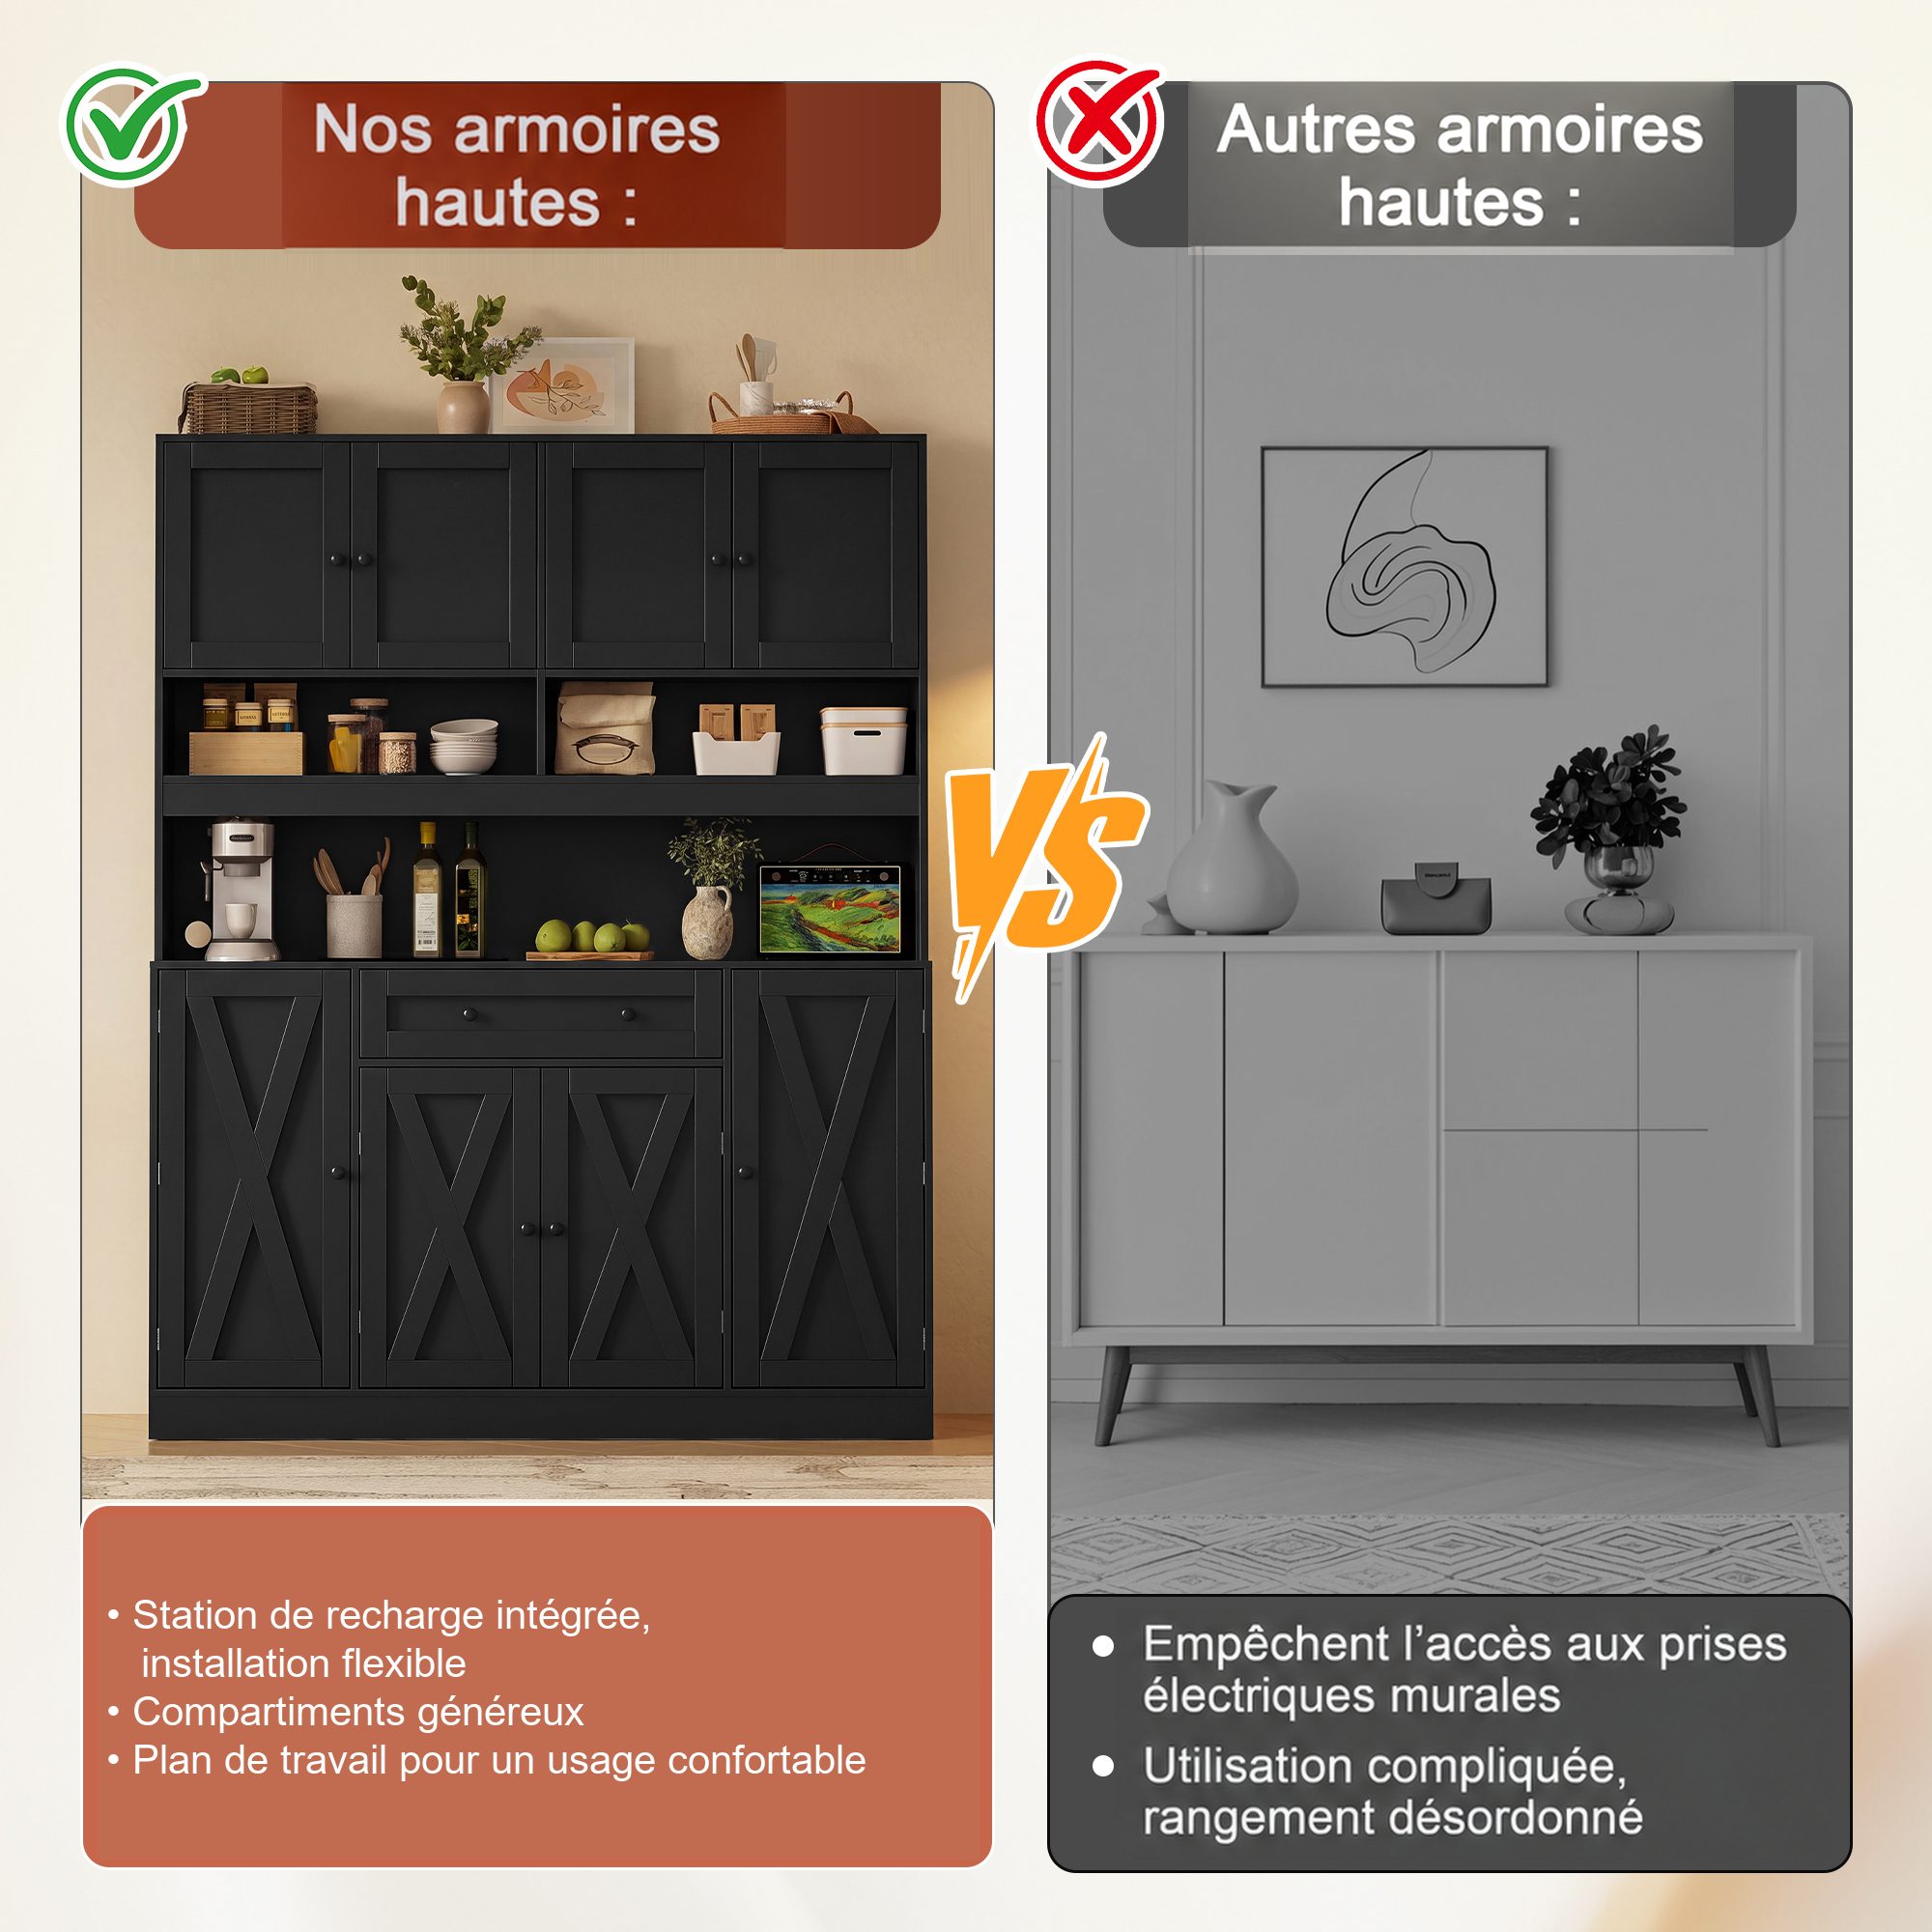 Nos armoires
hautes :
Autres armoires
hautes :
VS
• Station de recharge intégrée,
installation flexible
• Compartiments généreux
• Plan de travail pour un usage confortable
• Empêchent l’accès aux prises
électriques murales
• Utilisation compliquée,
rangement désordonné